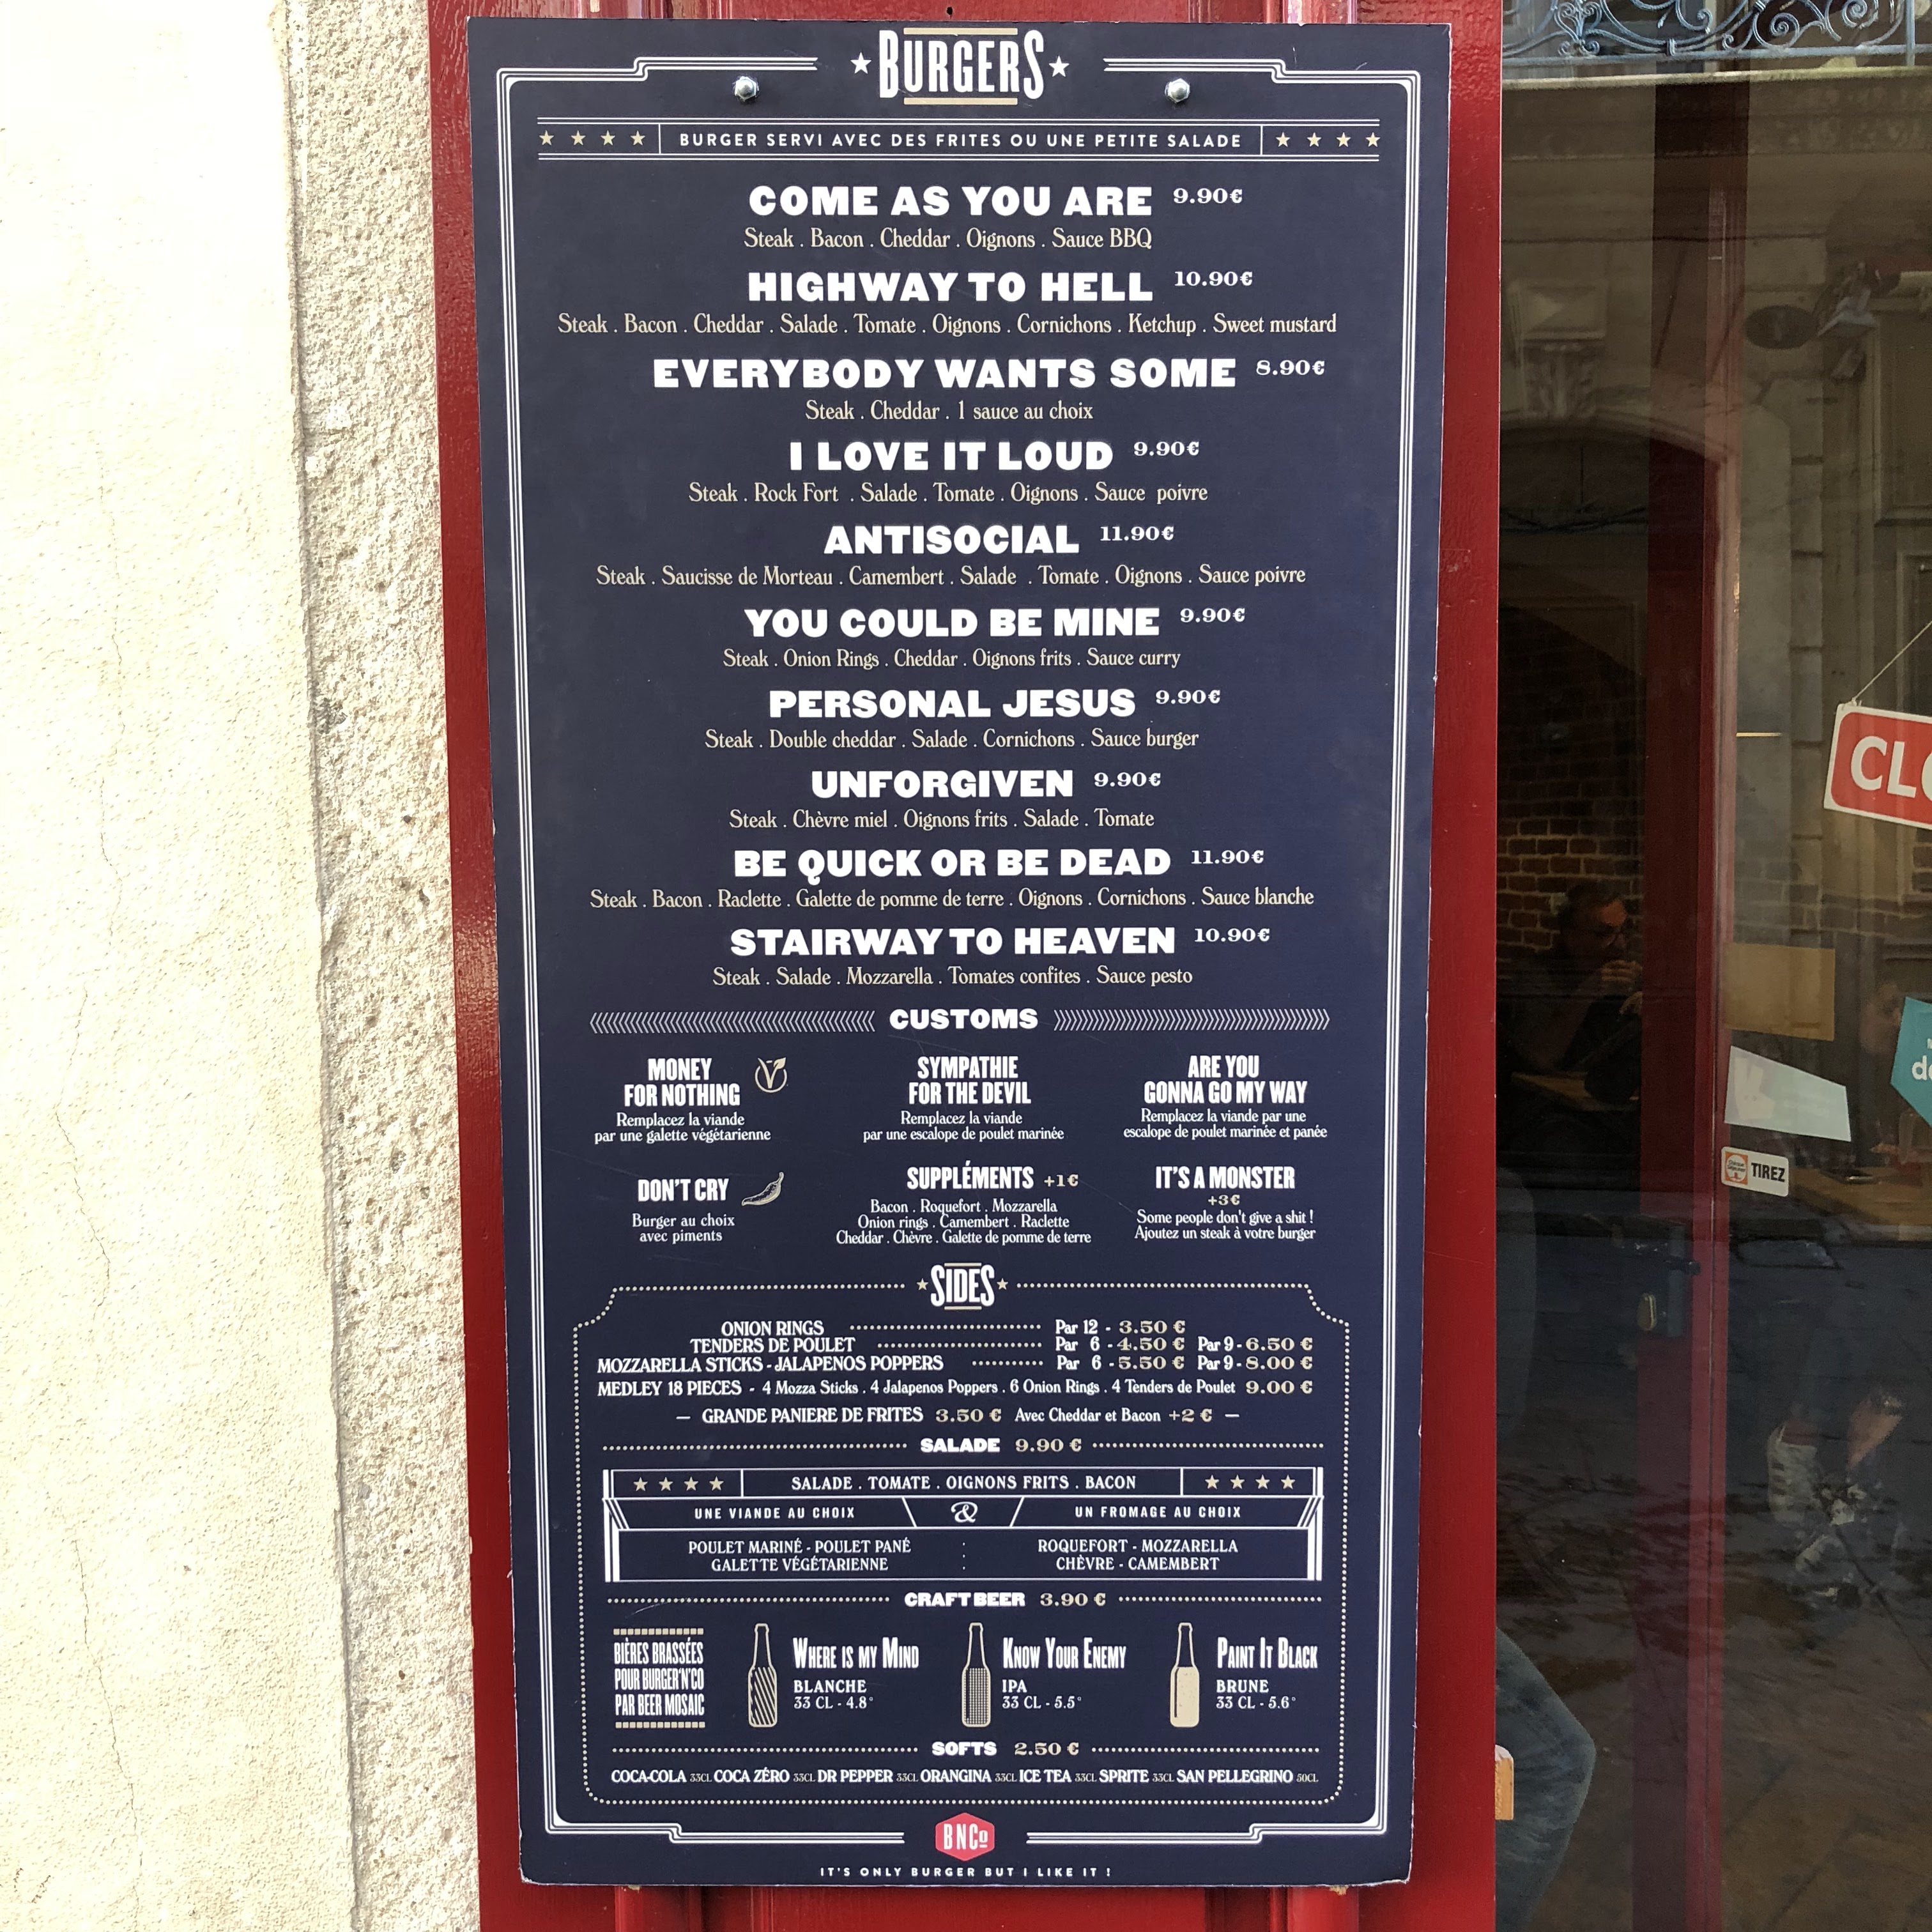 BURGERS
BURGER SERVI AVEC DES FRITES OU UNE PETITE SALADE
COME AS YOU ARE 9.90€
Steak . Bacon . Cheddar . Oignons . Sauce BBQ
HIGHWAY TO HELL 10.90€
Steak . Bacon . Cheddar . Salade . Tomate . Oignons . Cornichons . Ketchup . Sweet mustard
EVERYBODY WANTS SOME 8.90€
Steak . Cheddar . 1 sauce au choix
I LOVE IT LOUD 9.90€
Steak . Rock Fort . Salade . Tomate . Oignons . Sauce poivre
ANTISOCIAL 11.90€
Steak . Saucisse de Morteau . Camembert . Salade . Tomate . Oignons . Sauce poivre
YOU COULD BE MINE 9.90€
Steak . Onion Rings . Cheddar . Oignons frits . Sauce curry
PERSONAL JESUS 9.90€
Steak . Double cheddar . Salade . Cornichons . Sauce burger
UNFORGIVEN 9.90€
Steak . Chèvre miel . Oignons frits . Salade . Tomate
BE QUICK OR BE DEAD 11.90€
Steak . Bacon . Raclette . Galette de pomme de terre . Oignons . Cornichons . Sauce blanche
STAIRWAY TO HEAVEN 10.90€
Steak . Salade . Mozzarella . Tomates confites . Sauce pesto
CUSTOMS
MONEY
FOR NOTHING
Remplacez la viande
par une galette végétarienne
SYMPATHIE
FOR THE DEVIL
Remplacez la viande
par une escalope de poulet marinée
ARE YOU
GONNA GO MY WAY
Remplacez la viande par une
escalope de poulet marinée et panée
DON'T CRY
Burger au choix
avec piments
SUPPLÉMENTS +1€
Bacon . Roquefort . Mozzarella
Onion rings . Camembert . Raclette
Cheddar . Chèvre . Galette de pomme de terre
IT'S A MONSTER
+3€
Some people don't give a shit !
Ajoutez un steak à votre burger
SIDES
ONION RINGS Par 12 - 3.50 €
TENDERS DE POULET Par 6 - 4.50 € Par 9 - 6.50 €
MOZZARELLA STICKS - JALAPENOS POPPERS Par 6 - 5.50 € Par 9 - 8.00 €
MEDLEY 18 PIECES - 4 Mozza Sticks . 4 Jalapenos Poppers . 6 Onion Rings . 4 Tenders de Poulet 9.00 €
— GRANDE PANIERE DE FRITES 3.50 € Avec Cheddar et Bacon +2 € —
SALADE 9.90 €
SALADE . TOMATE . OIGNONS FRITS . BACON
UNE VIANDE AU CHOIX & UN FROMAGE AU CHOIX
POULET MARINÉ - POULET PANÉ
GALETTE VÉGÉTARIENNE
ROQUEFORT - MOZZARELLA
CHÈVRE - CAMEMBERT
CRAFT BEER 3.90 €
BIÈRES BRASSÉES
POUR BURGER'N'CO
PAR BEER MOSAIC
WHERE IS MY MIND
BLANCHE
33 CL - 4.8°
KNOW YOUR ENEMY
IPA
33 CL - 5.5°
PAINT IT BLACK
BRUNE
33 CL - 5.6°
SOFTS 2.50 €
COCA-COLA 33CL COCA ZÉRO 33CL DR PEPPER 33CL ORANGINA 33CL ICE TEA 33CL SPRITE 33CL SAN PELLEGRINO 50CL
BNCo
IT'S ONLY BURGER BUT I LIKE IT !
CLO
TIREZ